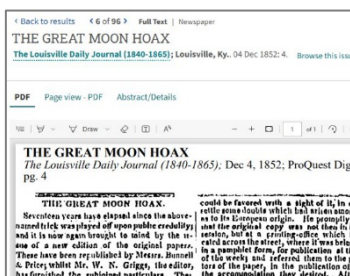 Back to results
6 of 96
Full Text | Newspaper
THE GREAT MOON HOAX
The Louisville Daily Journal (1840-1865); Louisville, Ky.. 04 Dec 1852: 4.
Browse this issu
PDF
Page view - PDF
Abstract/Details
Draw
1
of 1
THE GREAT MOON HOAX
The Louisville Daily Journal (1840-1865); Dec 4, 1852; ProQuest Dig
pg. 4
THE GREAT MOON HOAX.
Seventeen years have elapsed since the above-
named trick was played off upon public credulity;
and it is now again brought to mind by the is-
sue of a new edition of the original papers.
These have been republished by Messrs. Bunnell
& Price; whilst Mr. W. N. Griggs, the editor,
has furnished the
could be favored with a sight of it, in
settle some doubts which had arisen
as to its European origin. He promptly
that the original copy was not then in
session, but at a printing-office which
cated across the street, where it was
in a pamphlet form, for publication at
of the week; and referred them to the
tors of the paper, in the publication